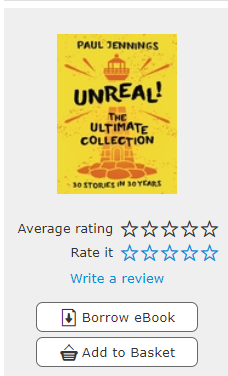 PAUL JENNINGS
UNREAL!
THE
ULTIMATE
COLLECTION
30 STORIES IN 30 YEARS
Average rating
Rate it
Write a review
Borrow eBook
Add to Basket